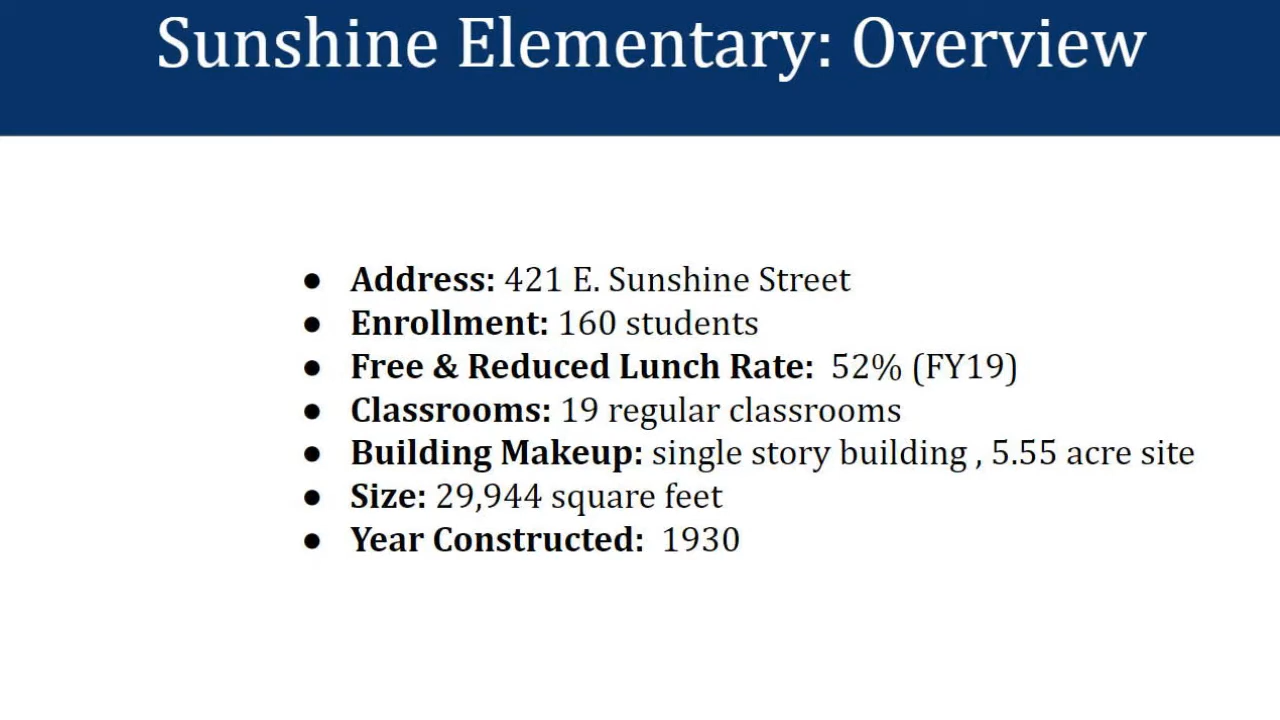 Sunshine Elementary: Overview
● Address: 421 E. Sunshine Street
● Enrollment: 160 students
● Free & Reduced Lunch Rate:  52% (FY19)
● Classrooms: 19 regular classrooms
● Building Makeup: single story building , 5.55 acre site
● Size: 29,944 square feet
● Year Constructed:  1930